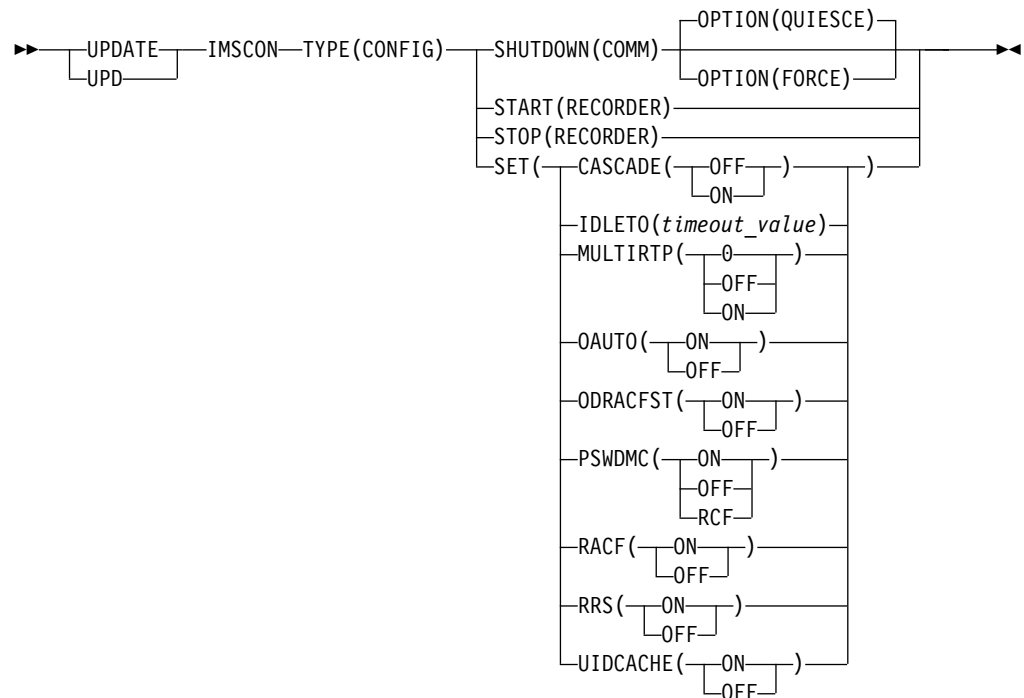 OPTION(QUIESCE)
UPDATE IMSCON TYPE(CONFIG) SHUTDOWN(COMM)
UPD OPTION(FORCE)
START(RECORDER)
STOP(RECORDER)
SET( CASCADE( OFF ) )
ON
IDLETO(timeout_value)
MULTIRTP( 0 )
OFF
ON
OAUTO( ON )
OFF
ODRACFST( ON )
OFF
PSWDMC( ON )
OFF
RCF
RACF( ON )
OFF
RRS( ON )
OFF
UIDCACHE( ON )
OFF